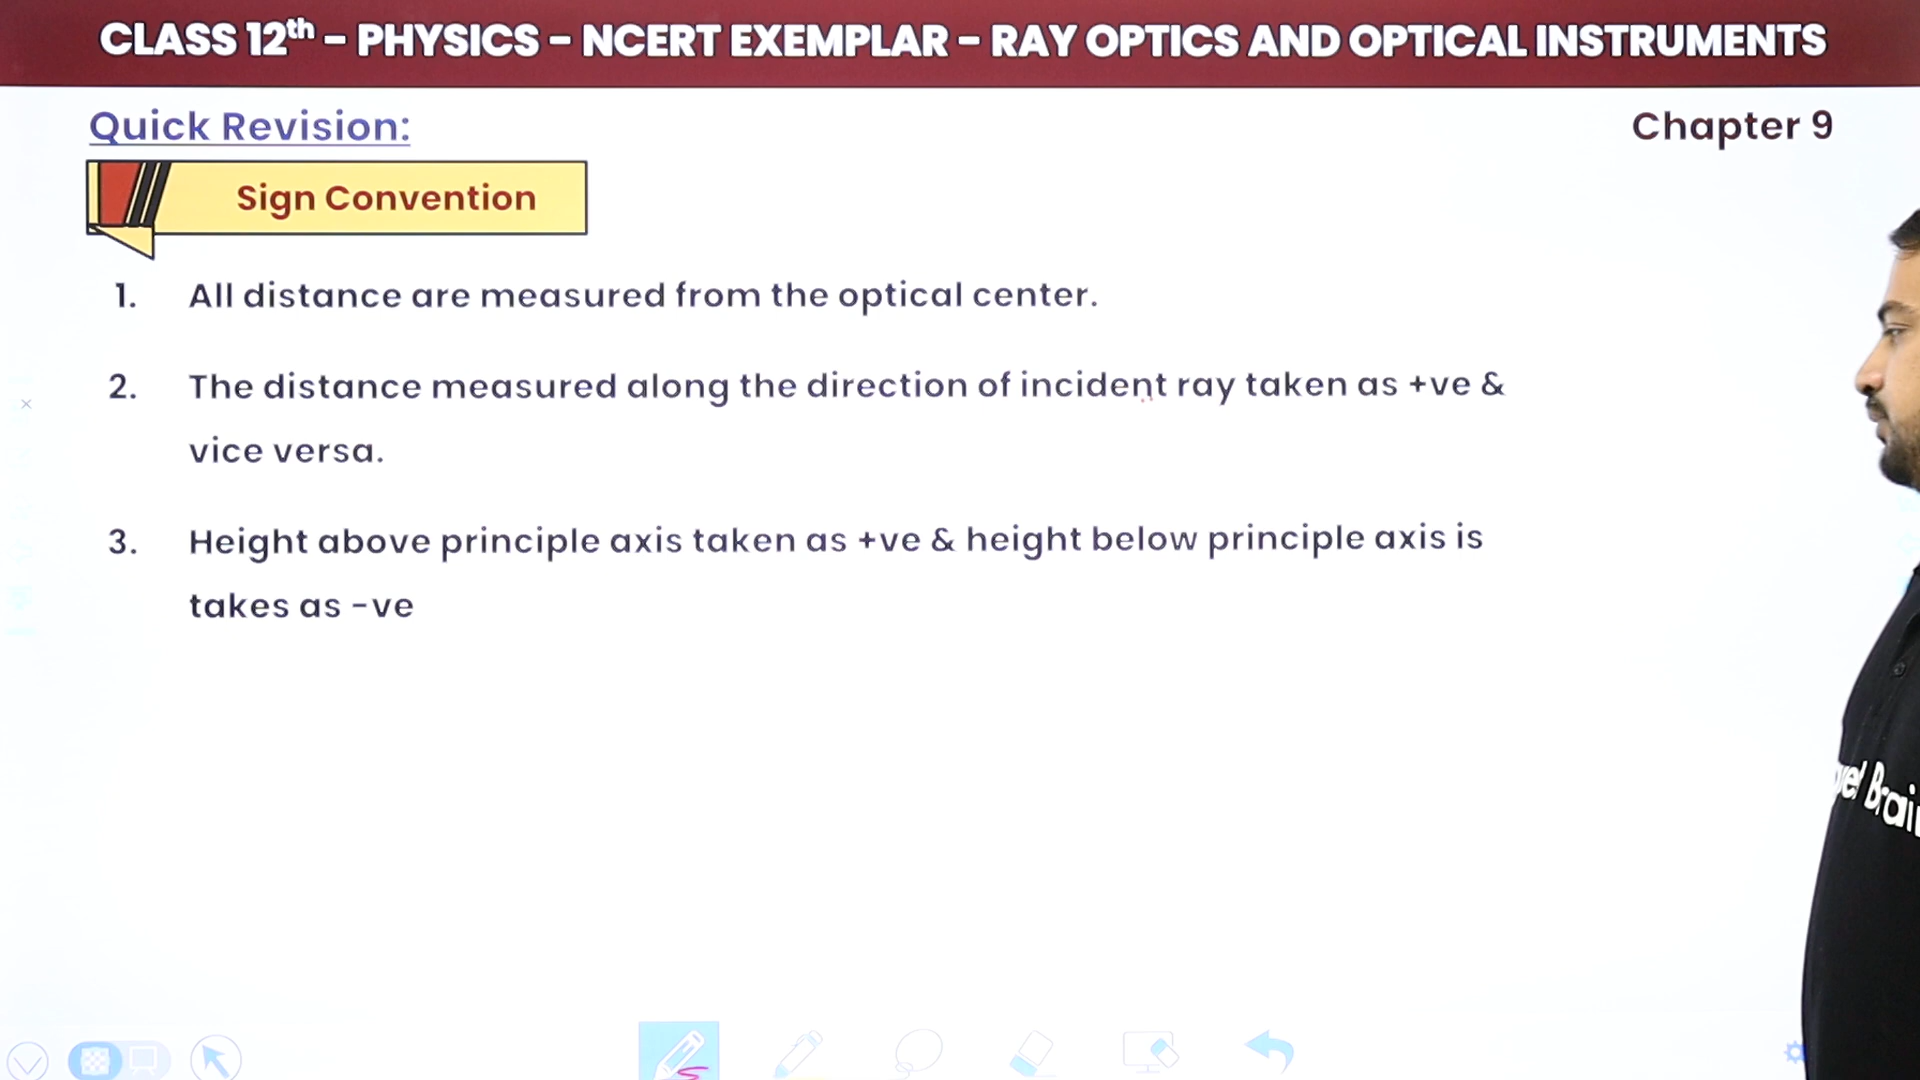 CLASS 12th - PHYSICS - NCERT EXEMPLAR - RAY OPTICS AND OPTICAL INSTRUMENTS
Quick Revision:
Chapter 9
Sign Convention
1. All distance are measured from the optical center.
2. The distance measured along the direction of incident ray taken as +ve &
vice versa.
3. Height above principle axis taken as +ve & height below principle axis is
takes as -ve